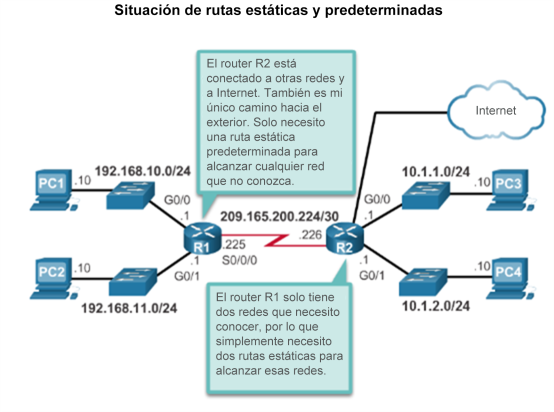 Situación de rutas estáticas y predeterminadas
El router R2 está
conectado a otras redes y
a Internet. También es mi
único camino hacia el
exterior. Solo necesito
una ruta estática
predeterminada para
alcanzar cualquier red
que no conozca.
Internet
192.168.10.0/24
10.1.1.0/24
PC1
.10
G0/0
.1
G0/0
.1
.10
PC3
209.165.200.224/30
R1
.225
S0/0/0
.226
R2
PC2
.10
.1
G0/1
.1
G0/1
.10
PC4
192.168.11.0/24
10.1.2.0/24
El router R1 solo tiene
dos redes que necesito
conocer, por lo que
simplemente necesito
dos rutas estáticas para
alcanzar esas redes.